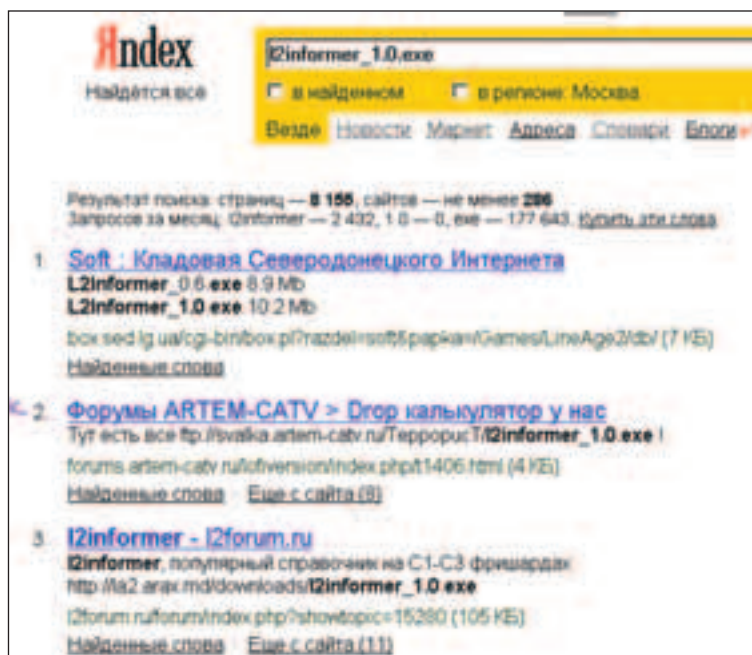 Яndex
Найдётся всё
l2informer_1.0.exe
в найденном в регионе: Москва
Везде Новости Маркет Адреса Словари Блоги
Результат поиска: страниц — 8 155, сайтов — не менее 286
Запросов за месяц: l2informer — 2 432, 1.0 — 0, exe — 177 643. Купить эти слова
1. Soft : Кладовая Северодонецкого Интернета
L2Informer_0.6.exe 8.9 Mb
L2Informer_1.0.exe 10.2 Mb
box.sed.lg.ua/cgi-bin/box.pl?razdel=soft&papka=/Games/LineAge2/db/ (7 КБ)
Найденные слова
2. Форумы ARTEM-CATV > Drop калькулятор у нас
Тут есть все ftp://svalka.artem-catv.ru/ТеррорисТ/l2informer_1.0.exe !
forums.artem-catv.ru/lofiversion/index.php/t1406.html (4 КБ)
Найденные слова Еще с сайта (8)
3. l2informer - l2forum.ru
l2informer, популярный справочник на C1-C3 фришардах
http://la2.arax.md/downloads/l2informer_1.0.exe
l2forum.ru/forum/index.php?showtopic=15280 (105 КБ)
Найденные слова Еще с сайта (11)